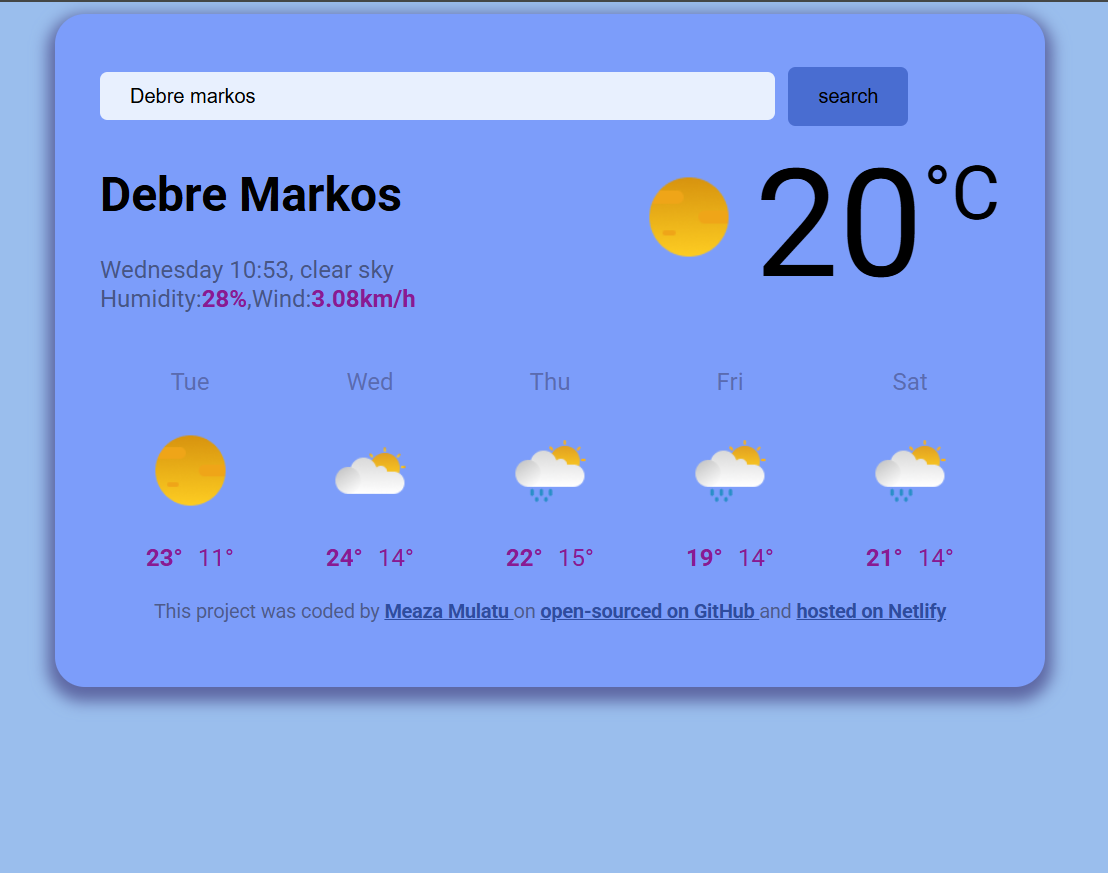 Debre markos search
Debre Markos
20°C
Wednesday 10:53, clear sky
Humidity:28%,Wind:3.08km/h
Tue Wed Thu Fri Sat
23° 11° 24° 14° 22° 15° 19° 14° 21° 14°
This project was coded by Meaza Mulatu on open-sourced on GitHub and hosted on Netlify